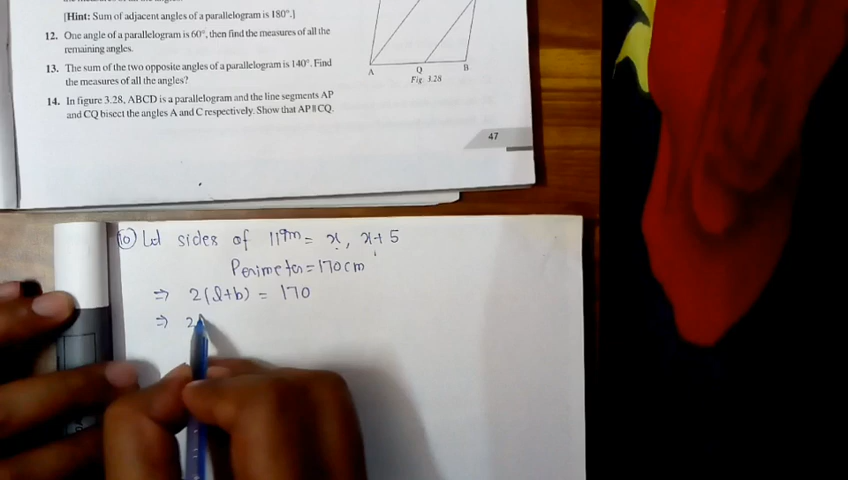 [Hint: Sum of adjacent angles of a parallelogram is 180°.]
12. One angle of a parallelogram is 60°, then find the measures of all the
remaining angles.
13. The sum of the two opposite angles of a parallelogram is 140°. Find
the measures of all the angles?
14. In figure 3.28, ABCD is a parallelogram and the line segments AP
and CQ bisect the angles A and C respectively. Show that AP∥CQ.
A Q B
Fig. 3.28
47
10) Let sides of ||gm = x, x+5
Perimeter = 170cm
⇒ 2(l+b) = 170
⇒ 2